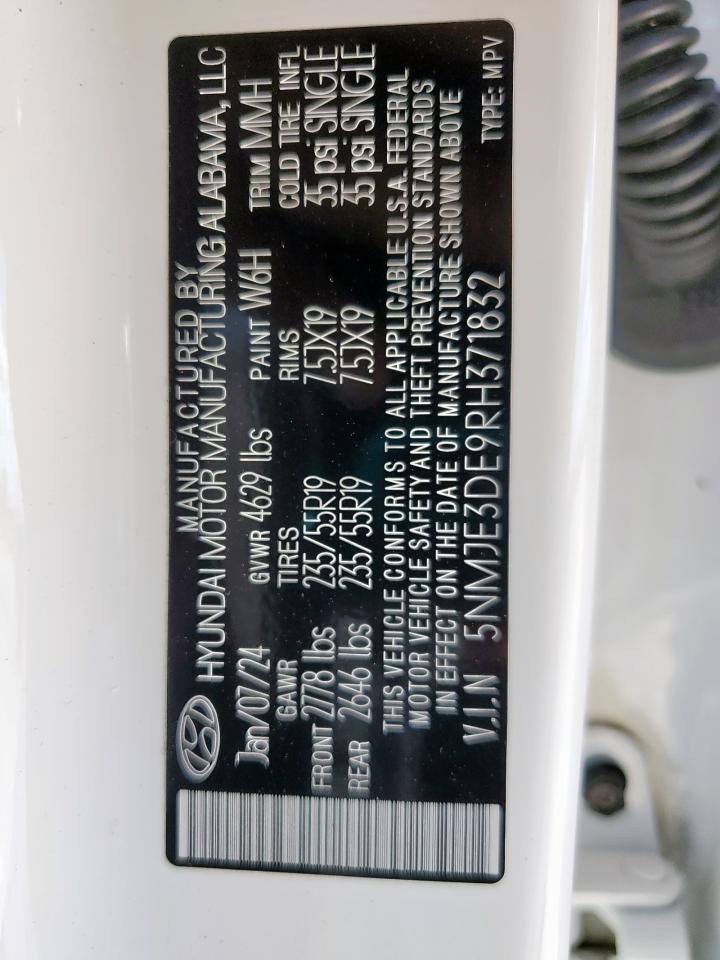 MANUFACTURED BY
HYUNDAI MOTOR MANUFACTURING ALABAMA, LLC
Jan/07/24 GVWR 4629 lbs PAINT W6H TRIM MMH
GAWR TIRES RIMS COLD TIRE INFL
FRONT 2778 lbs 235/55R19 7.5JX19 35 psi SINGLE
REAR 2646 lbs 235/55R19 7.5JX19 35 psi SINGLE
THIS VEHICLE CONFORMS TO ALL APPLICABLE U.S.A. FEDERAL
MOTOR VEHICLE SAFETY AND THEFT PREVENTION STANDARDS
IN EFFECT ON THE DATE OF MANUFACTURE SHOWN ABOVE
V.I.N 5NMJE3DE9RH371832 TYPE: MPV